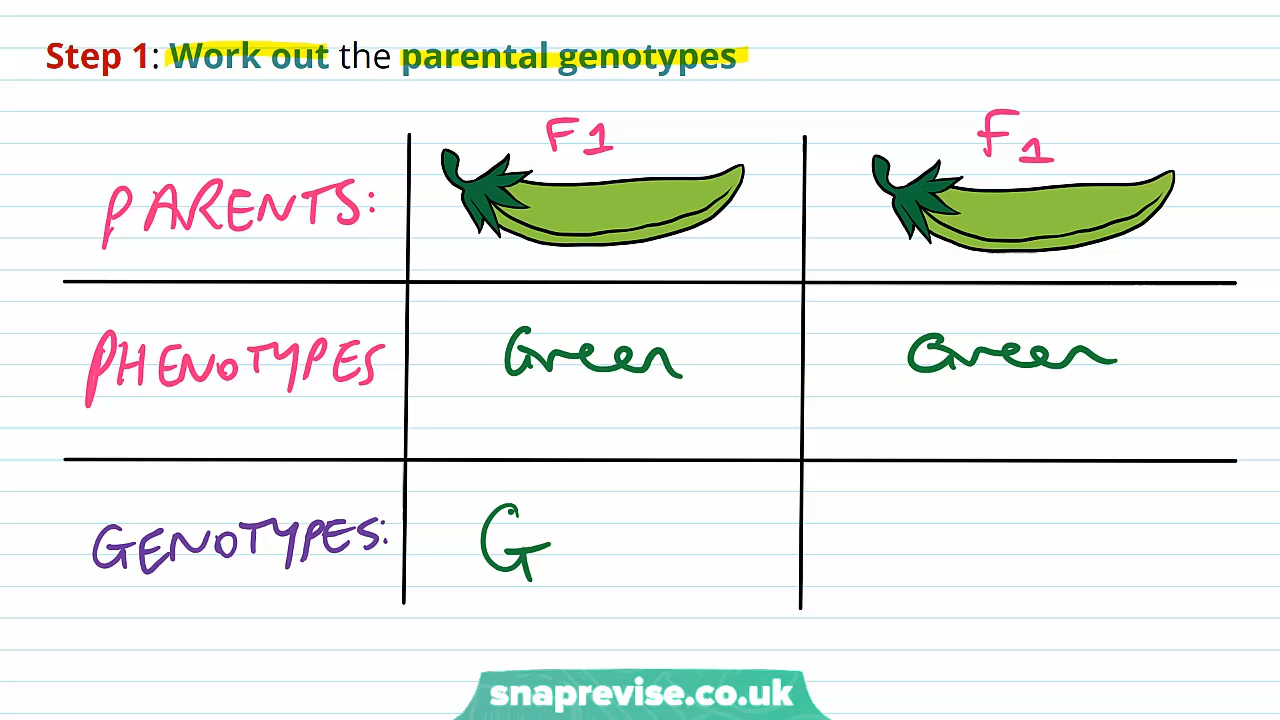 Step 1: Work out the parental genotypes
F1 F1
PARENTS:
PHENOTYPES Green Green
GENOTYPES: G
snaprevise.co.uk